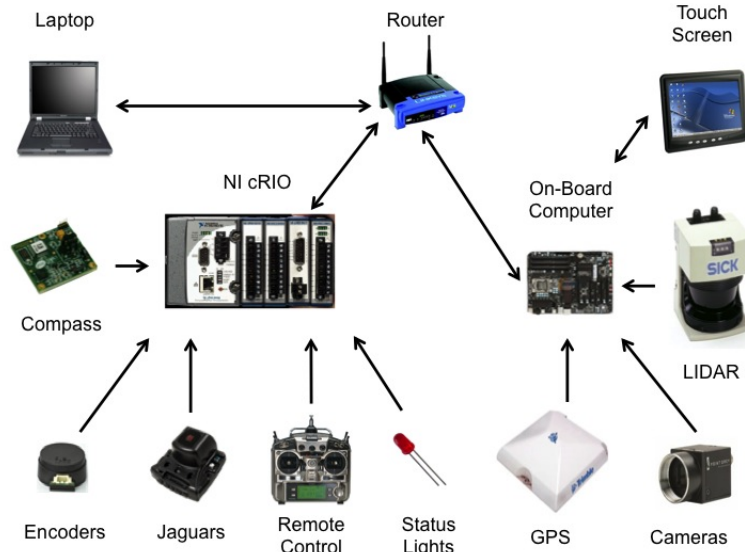 Laptop
Router
Touch
Screen
NI cRIO
On-Board
Computer
SICK
Compass
LIDAR
Encoders
Jaguars
Remote
Control
Status
Lights
GPS
Cameras